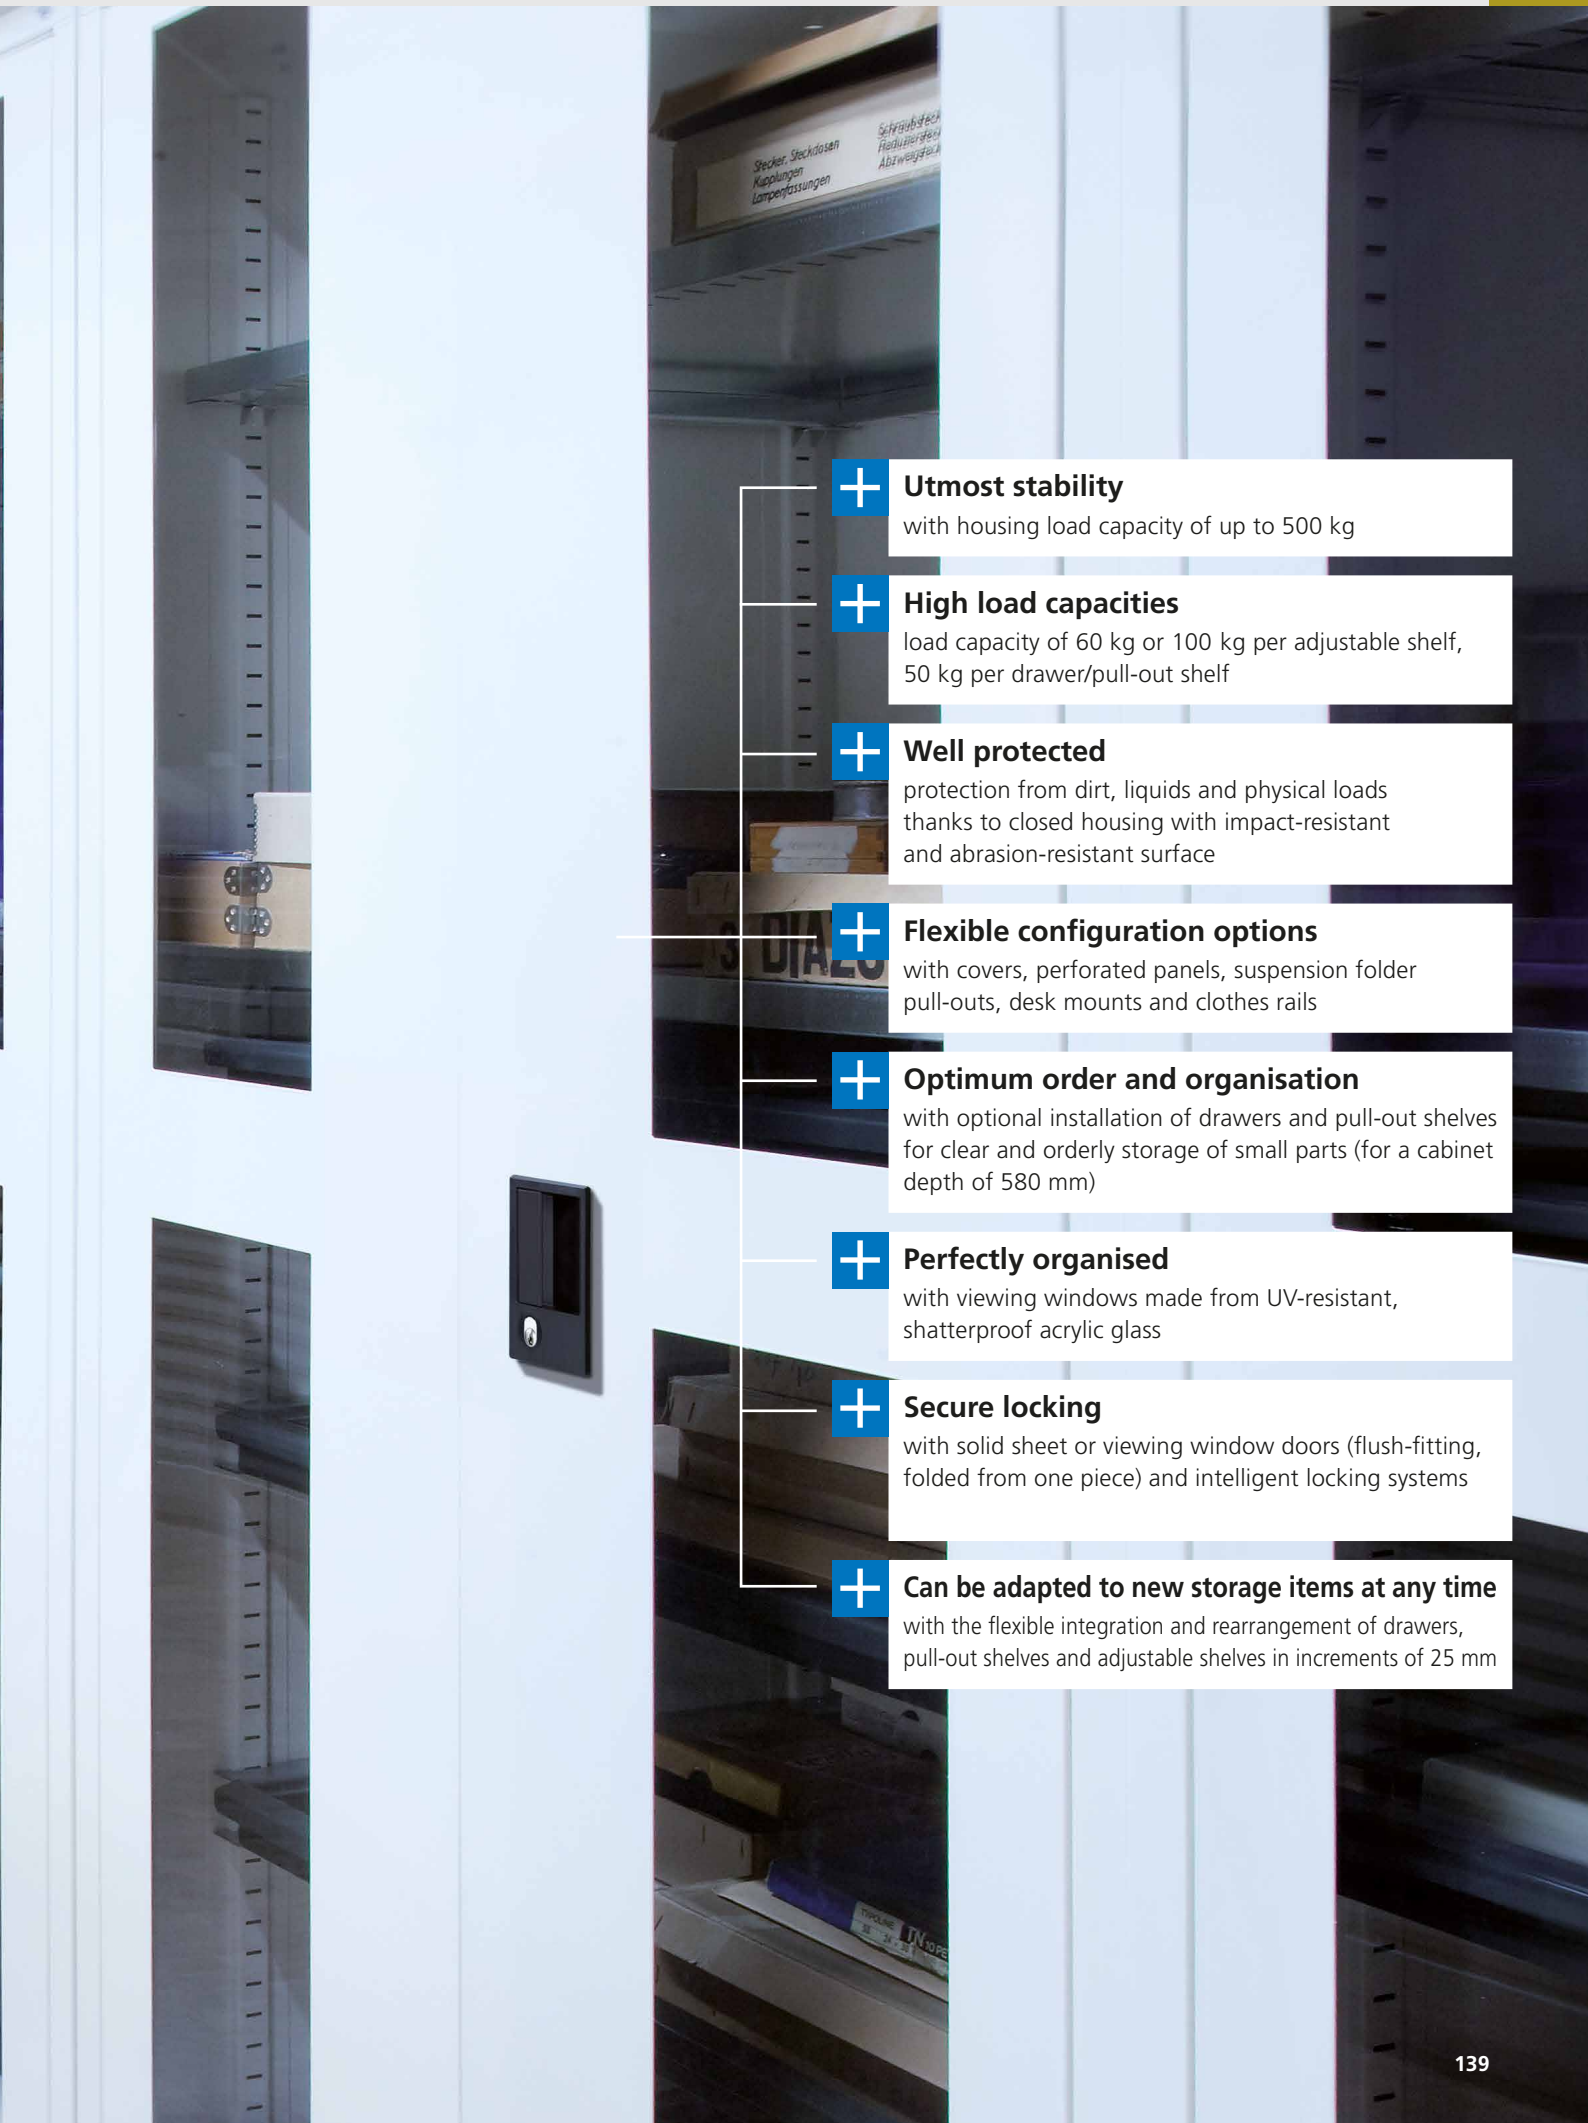 Stecker, Steckdosen
Kupplungen
Lampenfassungen
3 DIAZO
TYPOLINE
TN 10 PE
Utmost stability
with housing load capacity of up to 500 kg
High load capacities
load capacity of 60 kg or 100 kg per adjustable shelf,
50 kg per drawer/pull-out shelf
Well protected
protection from dirt, liquids and physical loads
thanks to closed housing with impact-resistant
and abrasion-resistant surface
Flexible configuration options
with covers, perforated panels, suspension folder
pull-outs, desk mounts and clothes rails
Optimum order and organisation
with optional installation of drawers and pull-out shelves
for clear and orderly storage of small parts (for a cabinet
depth of 580 mm)
Perfectly organised
with viewing windows made from UV-resistant,
shatterproof acrylic glass
Secure locking
with solid sheet or viewing window doors (flush-fitting,
folded from one piece) and intelligent locking systems
Can be adapted to new storage items at any time
with the flexible integration and rearrangement of drawers,
pull-out shelves and adjustable shelves in increments of 25 mm
139